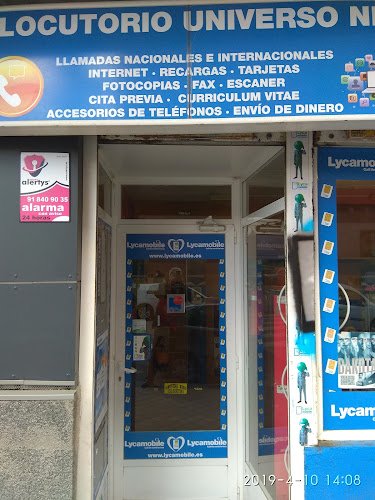 LOCUTORIO UNIVERSO
LLAMADAS NACIONALES E INTERNACIONALES
INTERNET · RECARGAS · TARJETAS
FOTOCOPIAS · FAX · ESCANER
CITA PREVIA · CURRICULUM VITAE
ACCESORIOS DE TELÉFONOS · ENVÍO DE DINERO
alertys
91 840 90 35
alarma
24 horas
Lycamobile Lycamobile
www.lycamobile.es
Lycamobile
Lycamobile Lycamobile
www.lycamobile.es
Lycamobile
2019-4-10 14:08